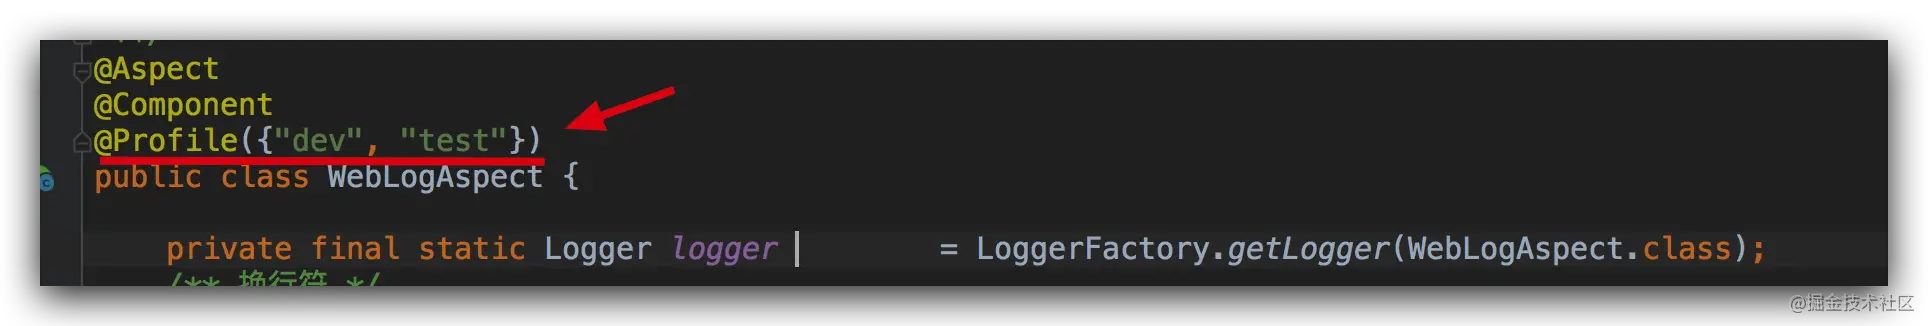 @Aspect
@Component
@Profile({"dev", "test"})
public class WebLogAspect {
private final static Logger logger = LoggerFactory.getLogger(WebLogAspect.class);
/** 换行符 */
@掘金技术社区